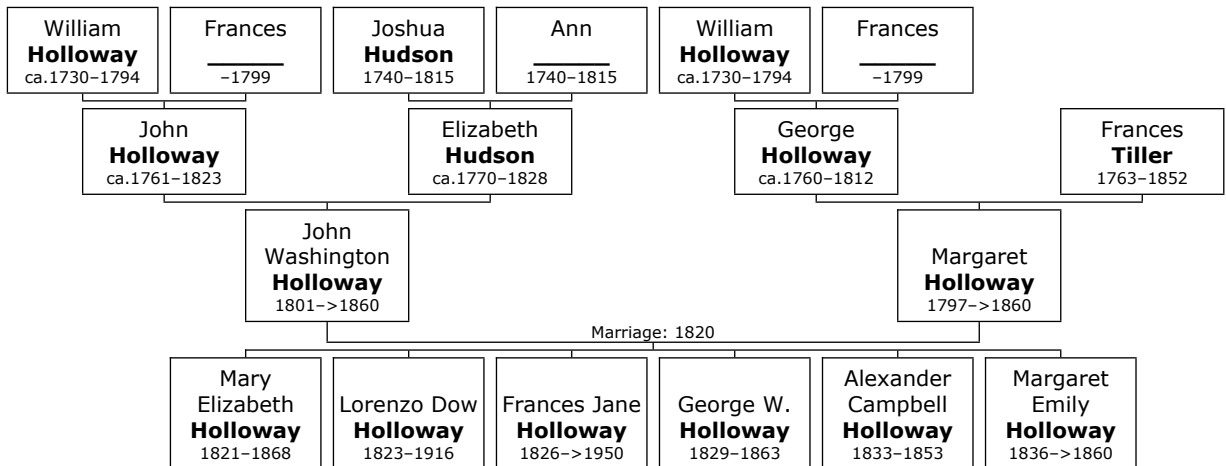 William
Holloway
ca.1730–1794
Frances
______
–1799
Joshua
Hudson
1740–1815
Ann
______
1740–1815
William
Holloway
ca.1730–1794
Frances
______
–1799
John
Holloway
ca.1761–1823
Elizabeth
Hudson
ca.1770–1828
George
Holloway
ca.1760–1812
Frances
Tiller
1763–1852
John
Washington
Holloway
1801–>1860
Margaret
Holloway
1797–>1860
Marriage: 1820
Mary
Elizabeth
Holloway
1821–1868
Lorenzo Dow
Holloway
1823–1916
Frances Jane
Holloway
1826–>1950
George W.
Holloway
1829–1863
Alexander
Campbell
Holloway
1833–1853
Margaret
Emily
Holloway
1836–>1860